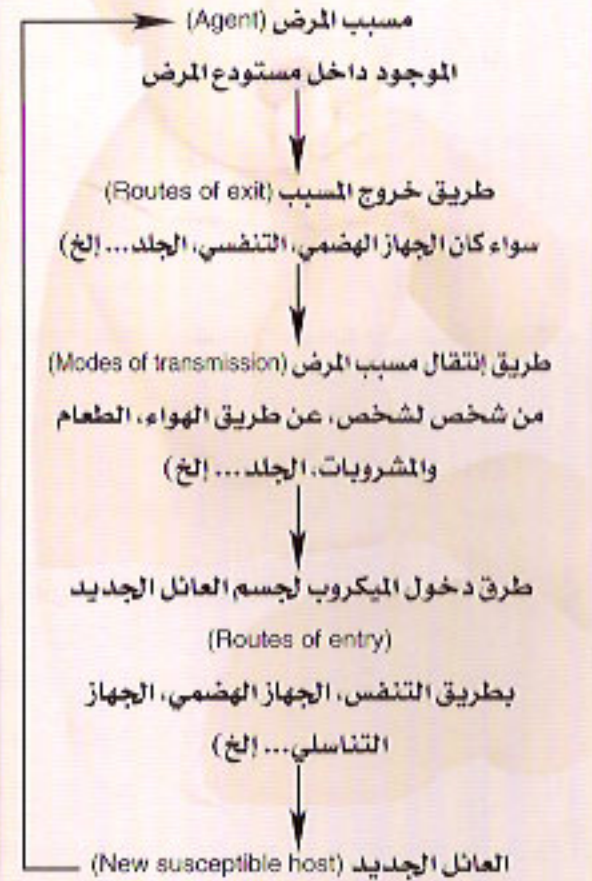 مسبب المرض (Agent)
الموجود داخل مستودع المرض
طريق خروج المسبب (Routes of exit)
سواء كان الجهاز الهضمي، التنفسي، الجلد... إلخ)
طريق إنتقال مسبب المرض (Modes of transmission)
من شخص لشخص، عن طريق الهواء، الطعام
والمشروبات، الجلد... إلخ)
طرق دخول الميكروب لجسم العائل الجديد
(Routes of entry)
بطريق التنفس، الجهاز الهضمي، الجهاز
التناسلي... إلخ)
العائل الجديد (New susceptible host)